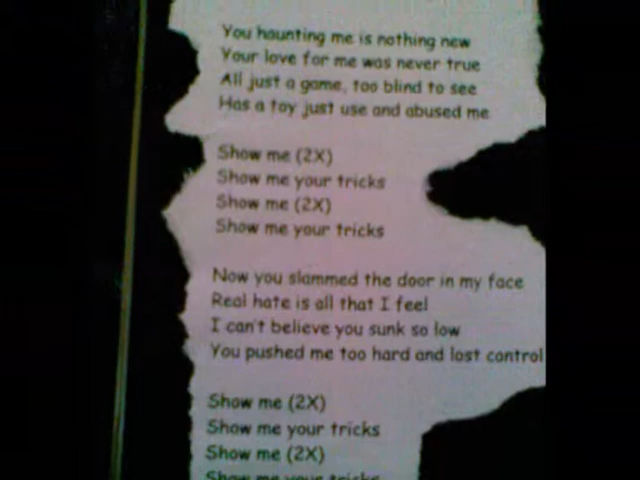 You haunting me is nothing new
Your love for me was never true
All just a game, too blind to see
Has a toy just use and abused me
Show me (2X)
Show me your tricks
Show me (2X)
Show me your tricks
Now you slammed the door in my face
Real hate is all that I feel
I can't believe you sunk so low
You pushed me too hard and lost control
Show me (2X)
Show me your tricks
Show me (2X)
Show me your tricks